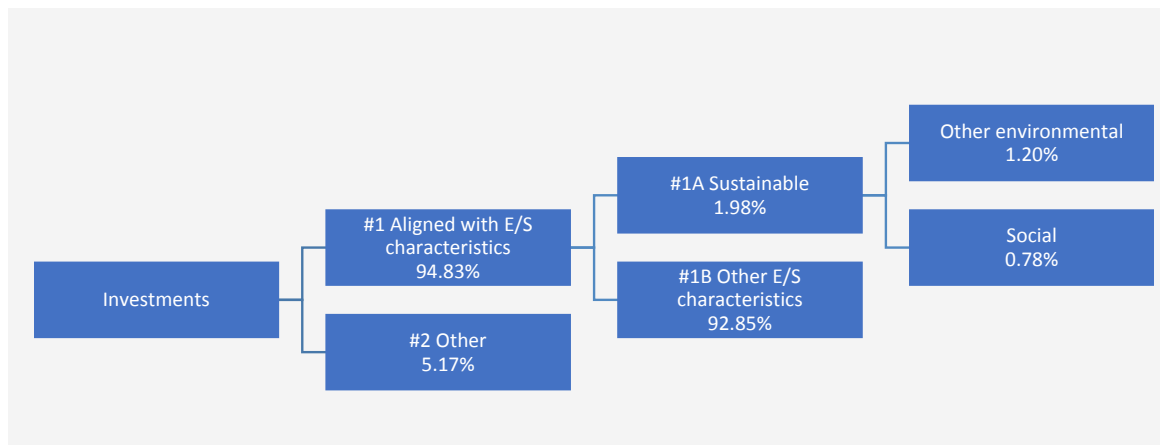 Investments
#1 Aligned with E/S
characteristics
94.83%
#2 Other
5.17%
#1A Sustainable
1.98%
#1B Other E/S
characteristics
92.85%
Other environmental
1.20%
Social
0.78%